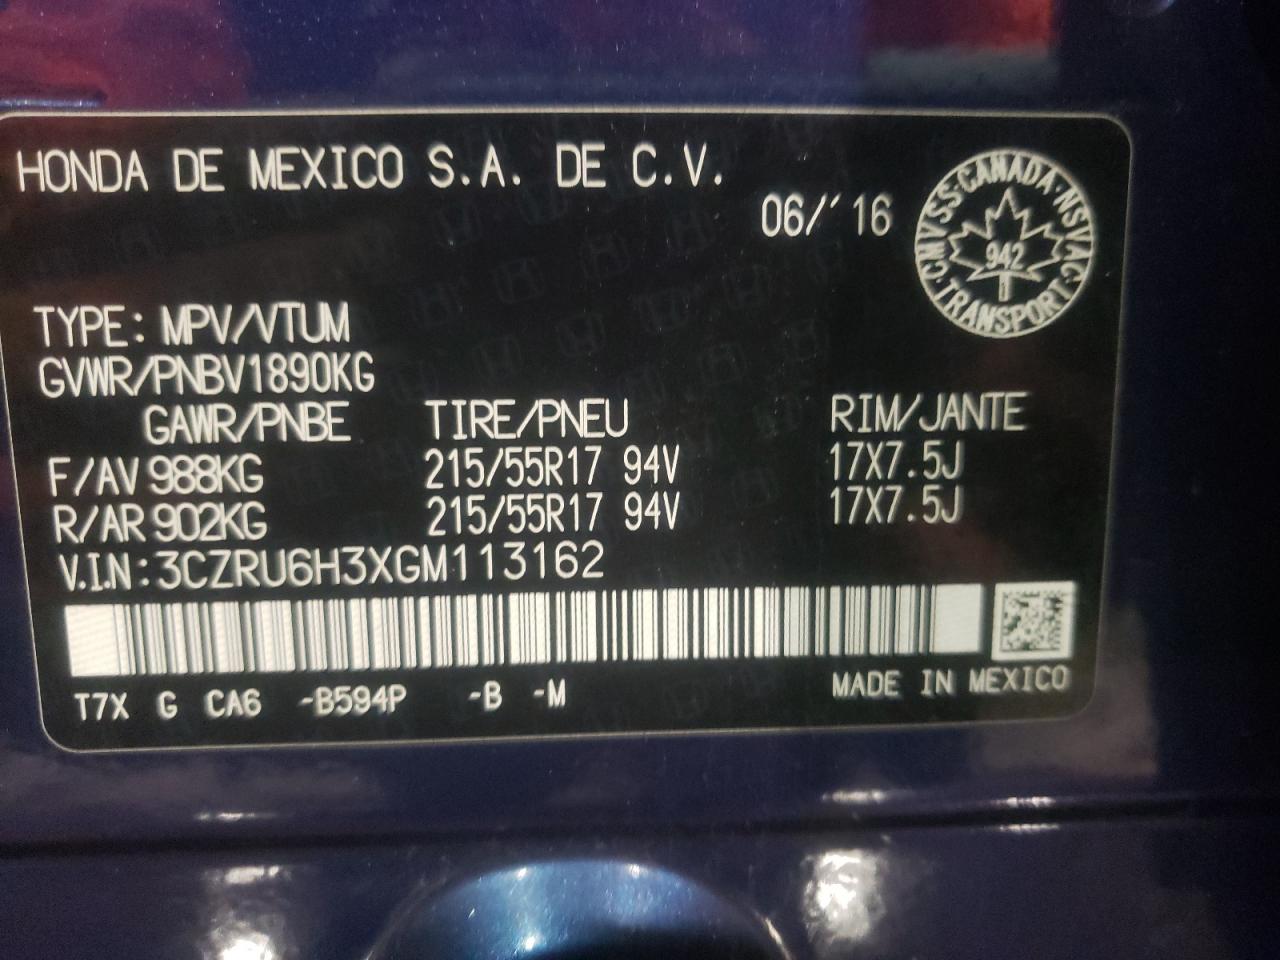 HONDA DE MEXICO S.A. DE C.V.
06/'16
CMVSS·CANADA·NSVAC·TRANSPORT
942
TYPE: MPV/VTUM
GVWR/PNBV1890KG
GAWR/PNBE TIRE/PNEU RIM/JANTE
F/AV 988KG 215/55R17 94V 17X7.5J
R/AR 902KG 215/55R17 94V 17X7.5J
V.I.N:3CZRU6H3XGM113162
T7X G CA6 -B594P -B -M MADE IN MEXICO